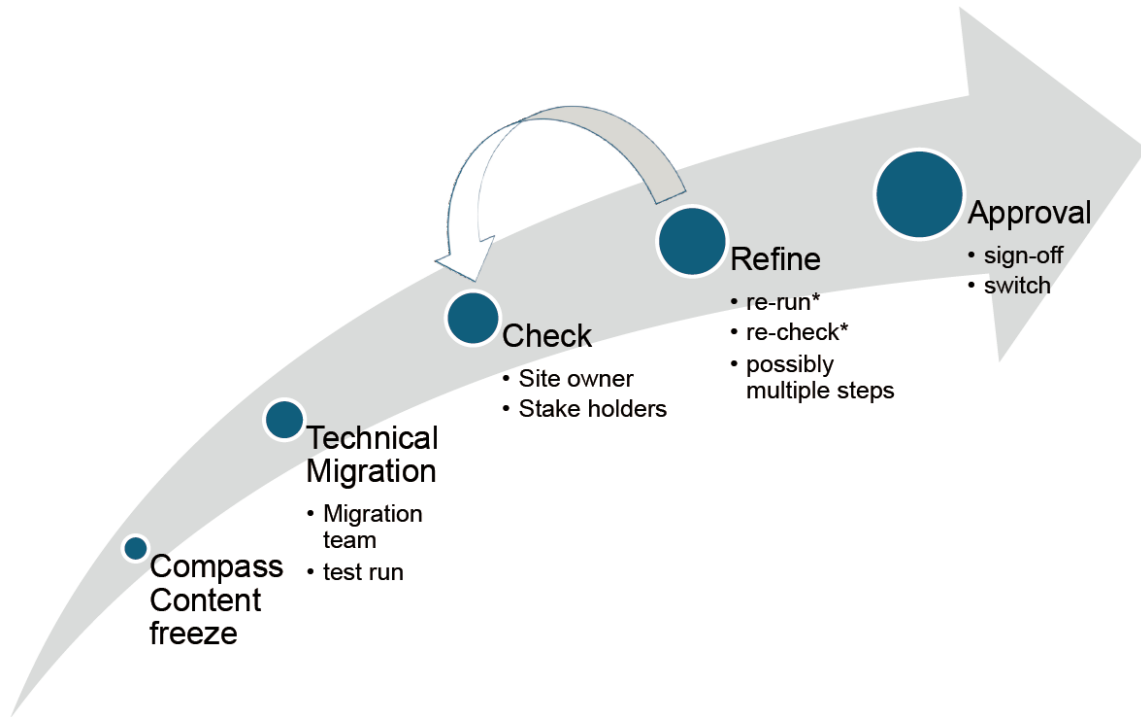 Compass
Content
freeze
Technical
Migration
• Migration
team
• test run
Check
• Site owner
• Stake holders
Refine
• re-run*
• re-check*
• possibly
multiple steps
Approval
• sign-off
• switch